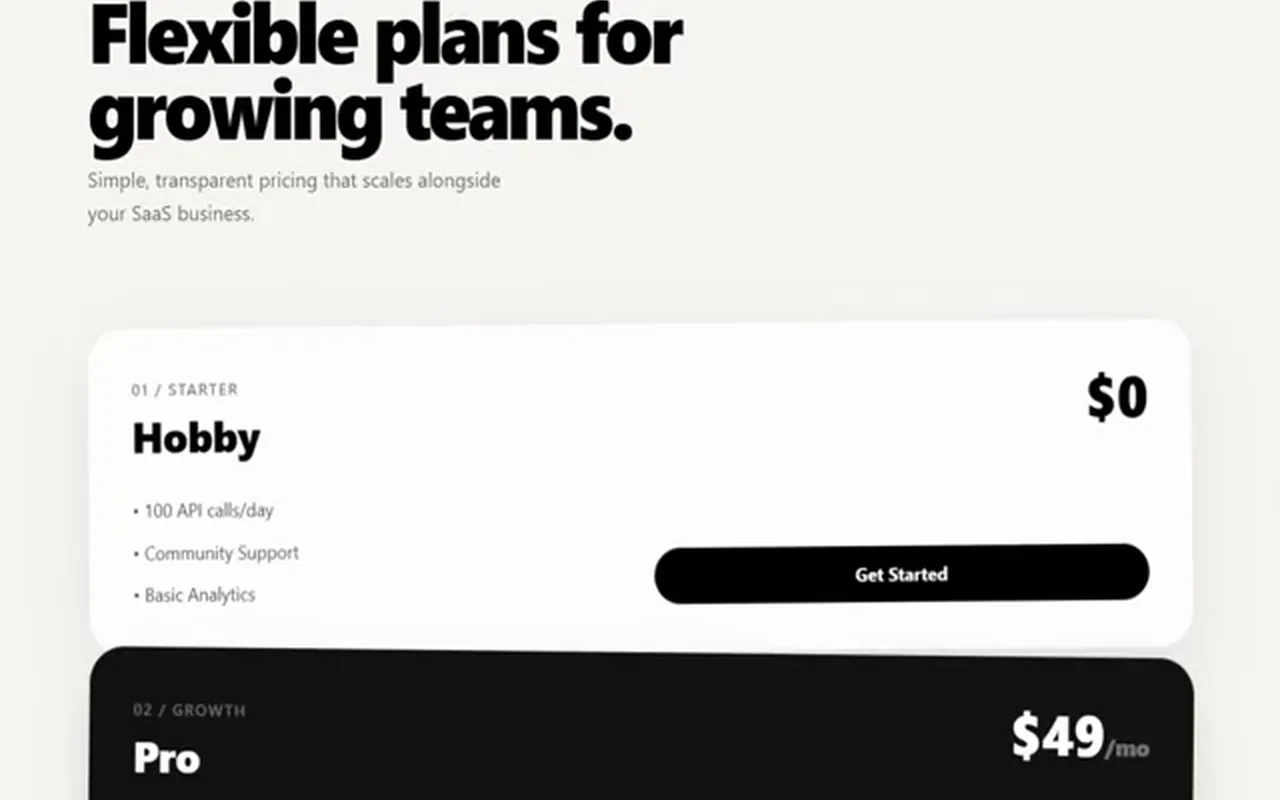 Flexible plans for
growing teams.
Simple, transparent pricing that scales alongside
your SaaS business.
01 / STARTER
$0
Hobby
• 100 API calls/day
• Community Support
• Basic Analytics
Get Started
02 / GROWTH
$49/mo
Pro